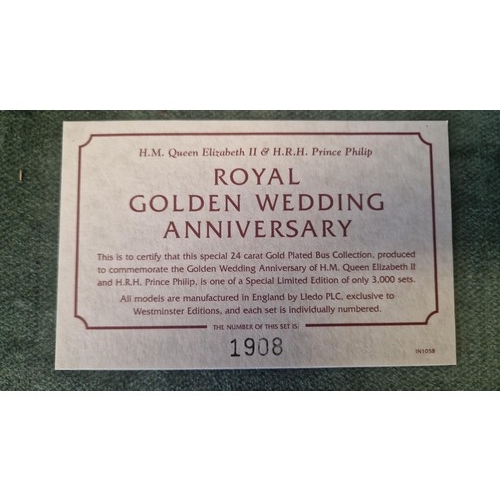 H.M. Queen Elizabeth II & H.R.H. Prince Philip
ROYAL
GOLDEN WEDDING
ANNIVERSARY
This is to certify that this special 24 carat Gold Plated Bus Collection, produced
to commemorate the Golden Wedding Anniversary of H.M. Queen Elizabeth II
and H.R.H. Prince Philip, is one of a Special Limited Edition of only 3,000 sets.
All models are manufactured in England by Lledo PLC, exclusive to
Westminster Editions, and each set is individually numbered.
THE NUMBER OF THIS SET IS:
1908
IN1058